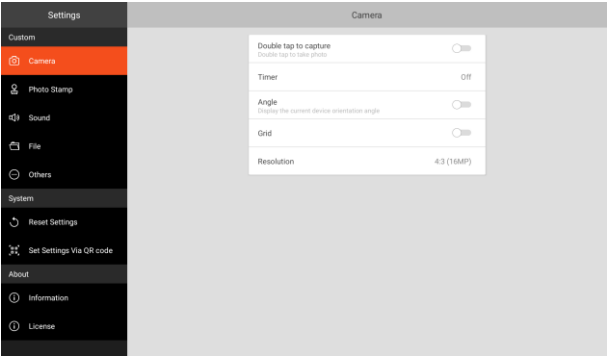 Settings
Custom
Camera
Photo Stamp
Sound
File
Others
System
Reset Settings
Set Settings Via QR code
About
Information
License
Camera
Double tap to capture
Double tap to take photo
Timer Off
Angle
Display the current device orientation angle
Grid
Resolution 4:3 (16MP)